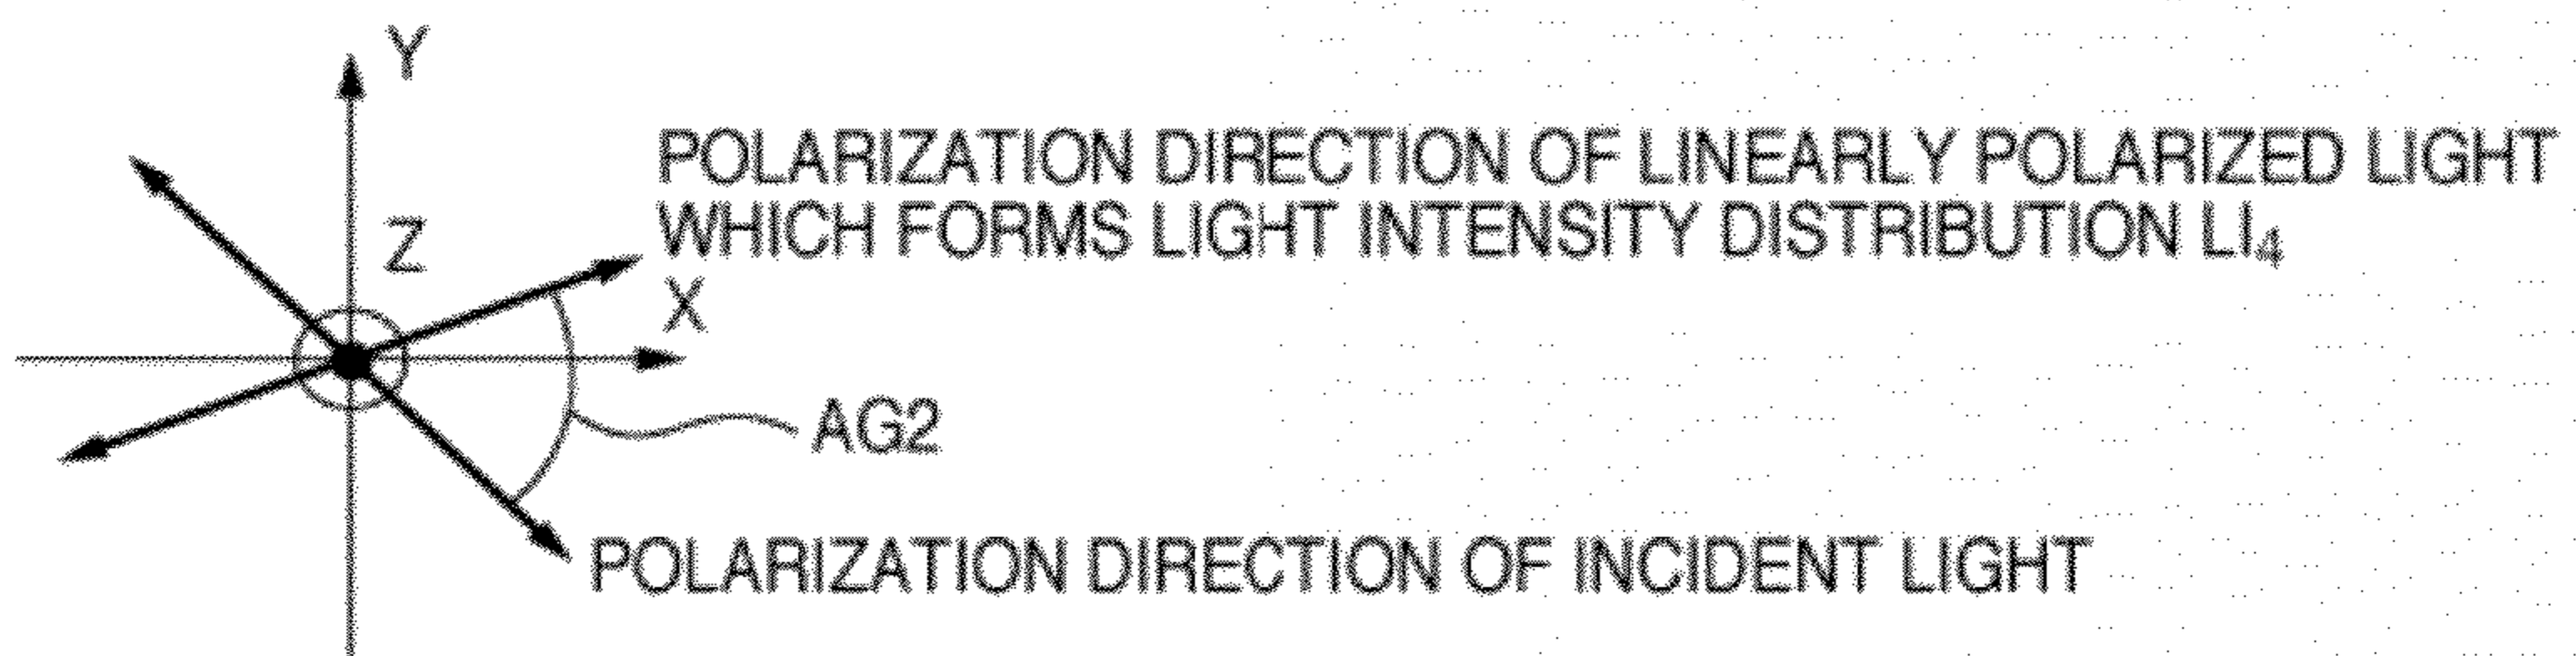 Y
POLARIZATION DIRECTION OF LINEARLY POLARIZED LIGHT
WHICH FORMS LIGHT INTENSITY DISTRIBUTION LI₄
Z
X
AG2
POLARIZATION DIRECTION OF INCIDENT LIGHT